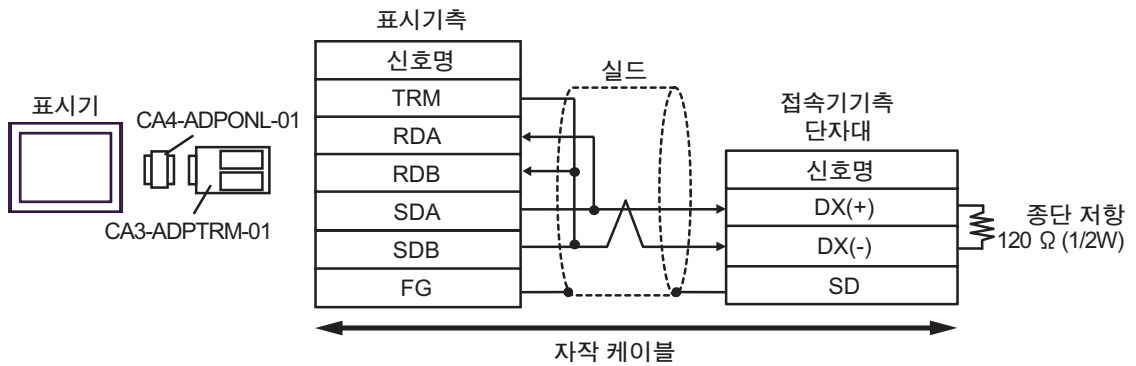 표시기
CA4-ADPONL-01
CA3-ADPTRM-01
표시기측
신호명
TRM
RDA
RDB
SDA
SDB
FG
실드
접속기기측
단자대
신호명
DX(+)
DX(-)
SD
종단 저항
120 Ω (1/2W)
자작 케이블